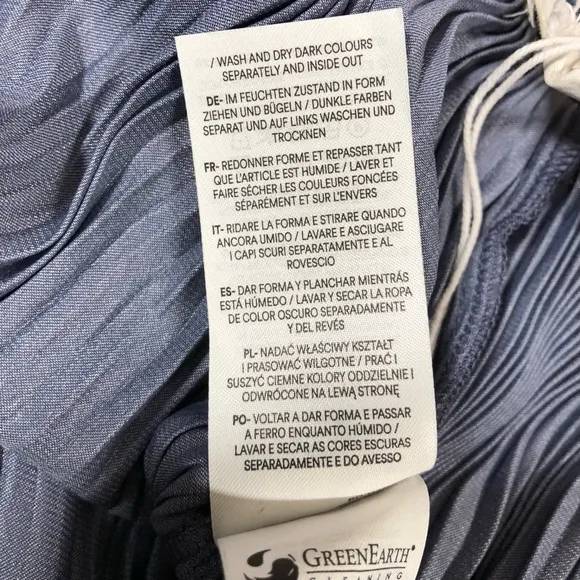 / WASH AND DRY DARK COLOURS
SEPARATELY AND INSIDE OUT
DE- IM FEUCHTEN ZUSTAND IN FORM
ZIEHEN UND BÜGELN / DUNKLE FARBEN
SEPARAT UND AUF LINKS WASCHEN UND
TROCKNEN
FR- REDONNER FORME ET REPASSER TANT
QUE L'ARTICLE EST HUMIDE / LAVER ET
FAIRE SÉCHER LES COULEURS FONCÉES
SÉPARÉMENT ET SUR L'ENVERS
IT- RIDARE LA FORMA E STIRARE QUANDO
ANCORA UMIDO / LAVARE E ASCIUGARE
I CAPI SCURI SEPARATAMENTE E AL
ROVESCIO
ES- DAR FORMA Y PLANCHAR MIENTRÁS
ESTÁ HÚMEDO / LAVAR Y SECAR LA ROPA
DE COLOR OSCURO SEPARADAMENTE
Y DEL REVÉS
PL- NADAĆ WŁAŚCIWY KSZTAŁT
I PRASOWAĆ WILGOTNE / PRAĆ I
SUSZYĆ CIEMNE KOLORY ODDZIELNIE I
ODWRÓCONE NA LEWĄ STRONĘ
PO- VOLTAR A DAR FORMA E PASSAR
A FERRO ENQUANTO HÚMIDO /
LAVAR E SECAR AS CORES ESCURAS
SEPARADAMENTE E DO AVESSO
GREENEARTH®
CLEANING